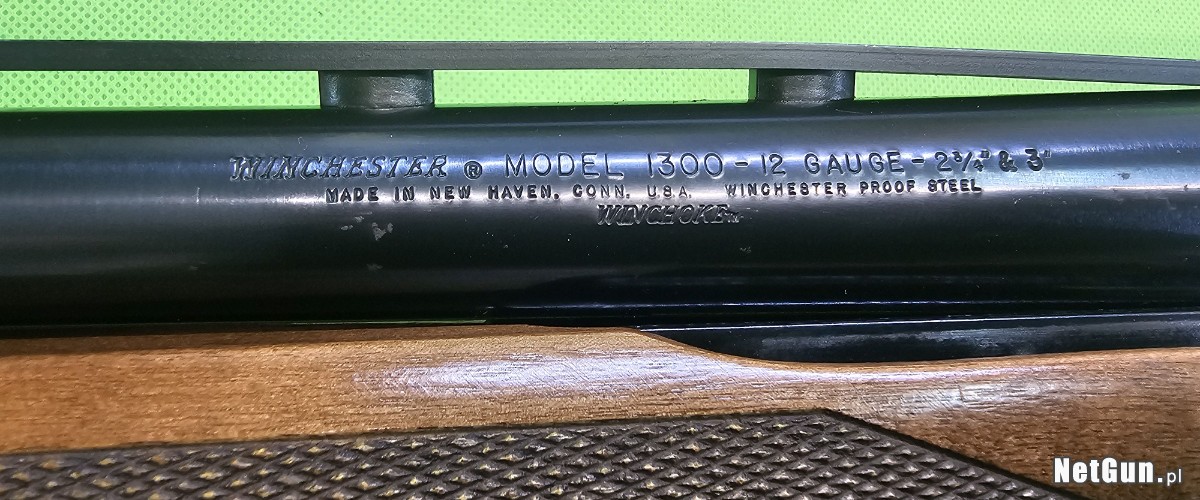 WINCHESTER ® MODEL 1300 - 12 GAUGE - 2¾" & 3"
MADE IN NEW HAVEN, CONN. U.S.A. WINCHESTER PROOF STEEL
WINCHOKE™
NetGun.pl